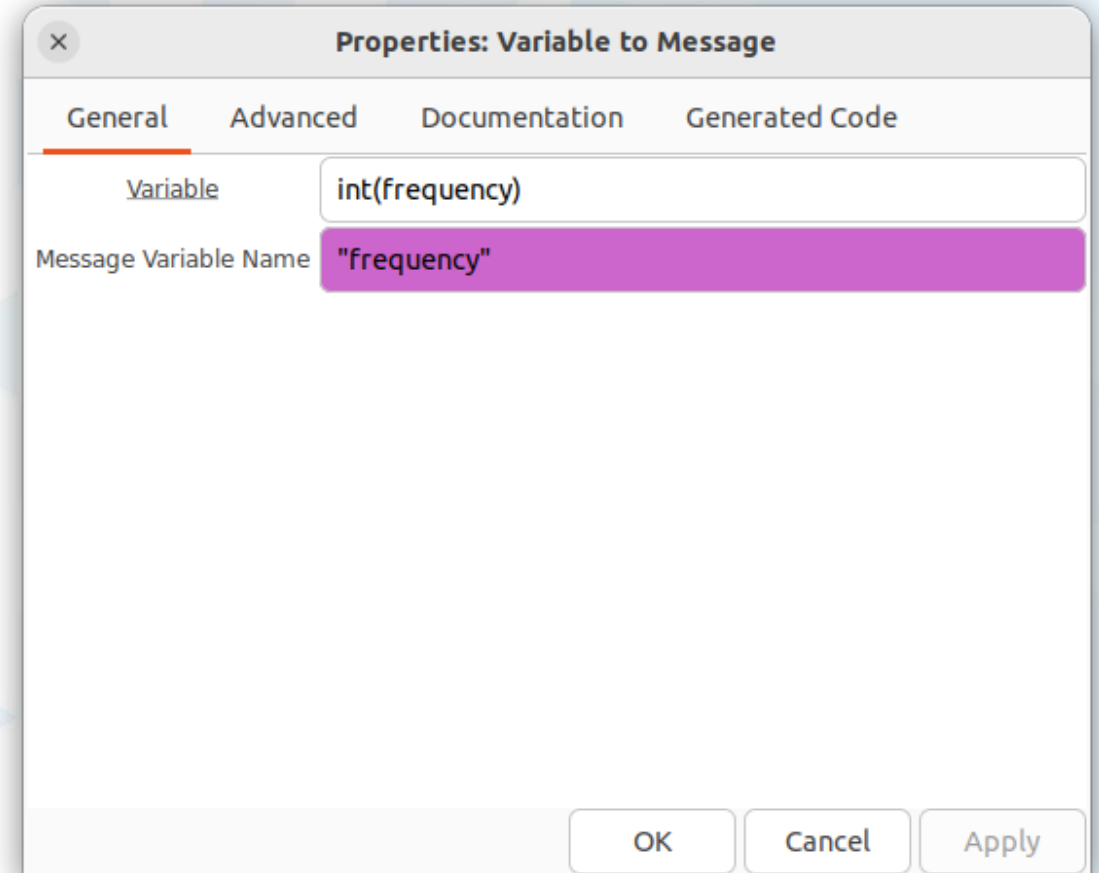 Properties: Variable to Message
General Advanced Documentation Generated Code
Variable int(frequency)
Message Variable Name "frequency"
OK Cancel Apply